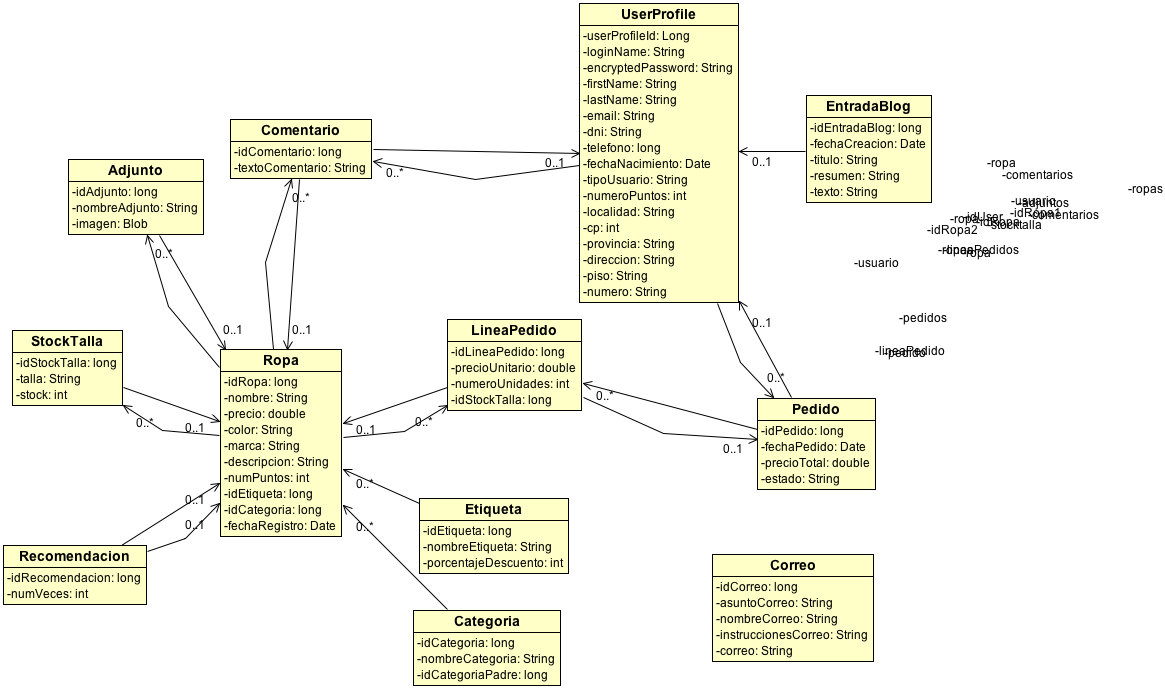 UserProfile
-userProfileId: Long
-loginName: String
-encryptedPassword: String
-firstName: String
-lastName: String
-email: String
-dni: String
-telefono: long
-fechaNacimiento: Date
-tipoUsuario: String
-numeroPuntos: int
-localidad: String
-cp: int
-provincia: String
-direccion: String
-piso: String
-numero: String
EntradaBlog
-idEntradaBlog: long
-fechaCreacion: Date
-titulo: String
-resumen: String
-texto: String
0..1
Comentario
-idComentario: long
-textoComentario: String
0..1
0..*
0..*
0..1
Adjunto
-idAdjunto: long
-nombreAdjunto: String
-imagen: Blob
0..*
0..1
StockTalla
-idStockTalla: long
-talla: String
-stock: int
0..*
0..1
Ropa
-idRopa: long
-nombre: String
-precio: double
-color: String
-marca: String
-descripcion: String
-numPuntos: int
-idEtiqueta: long
-idCategoria: long
-fechaRegistro: Date
LineaPedido
-idLineaPedido: long
-precioUnitario: double
-numeroUnidades: int
-idStockTalla: long
0..1
0..*
0..*
0..1
0..1
0..*
Pedido
-idPedido: long
-fechaPedido: Date
-precioTotal: double
-estado: String
Recomendacion
-idRecomendacion: long
-numVeces: int
0..1
0..1
Etiqueta
-idEtiqueta: long
-nombreEtiqueta: String
-porcentajeDescuento: int
0..*
Categoria
-idCategoria: long
-nombreCategoria: String
-idCategoriaPadre: long
0..*
Correo
-idCorreo: long
-asuntoCorreo: String
-nombreCorreo: String
-instruccionesCorreo: String
-correo: String
-ropa
-comentarios
-ropas
-usuario
-adjuntos
-idRopa1
-comentarios
-ropa
-idUser
-idRopa
-stocktalla
-idRopa2
-lineaPedidos
-ropa
-usuario
-pedidos
-lineaPedido
-pedido